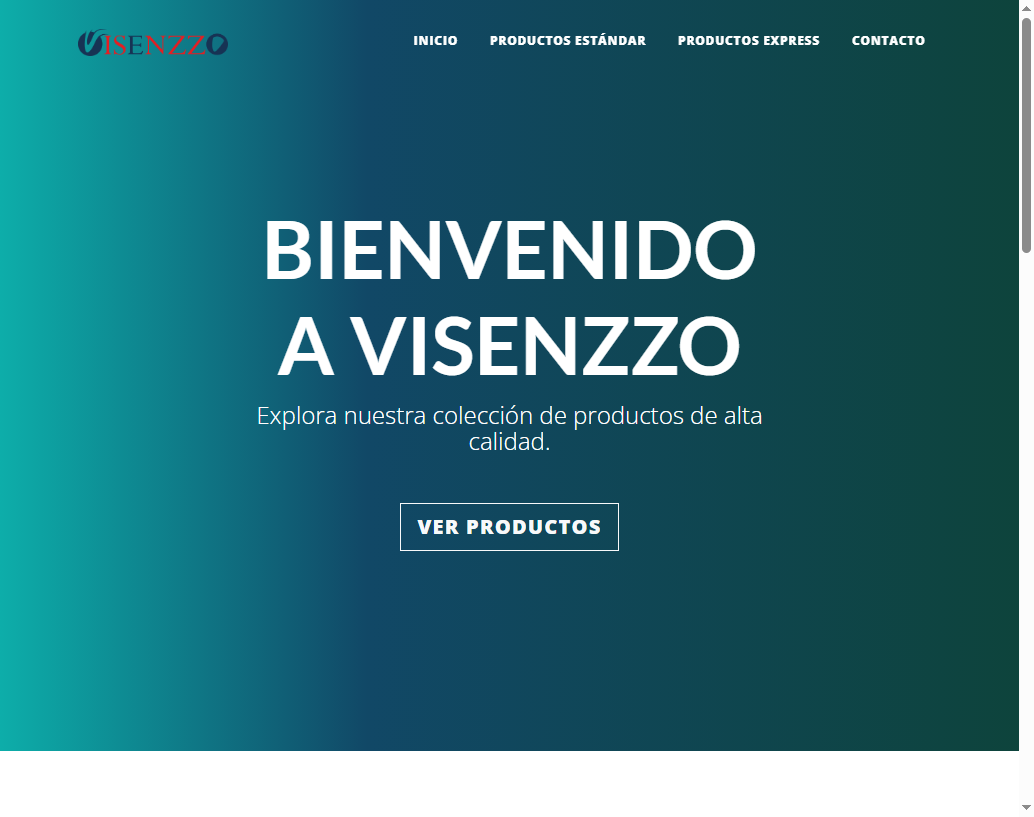 VISENZZO
INICIO PRODUCTOS ESTÁNDAR PRODUCTOS EXPRESS CONTACTO
BIENVENIDO
A VISENZZO
Explora nuestra colección de productos de alta
calidad.
VER PRODUCTOS